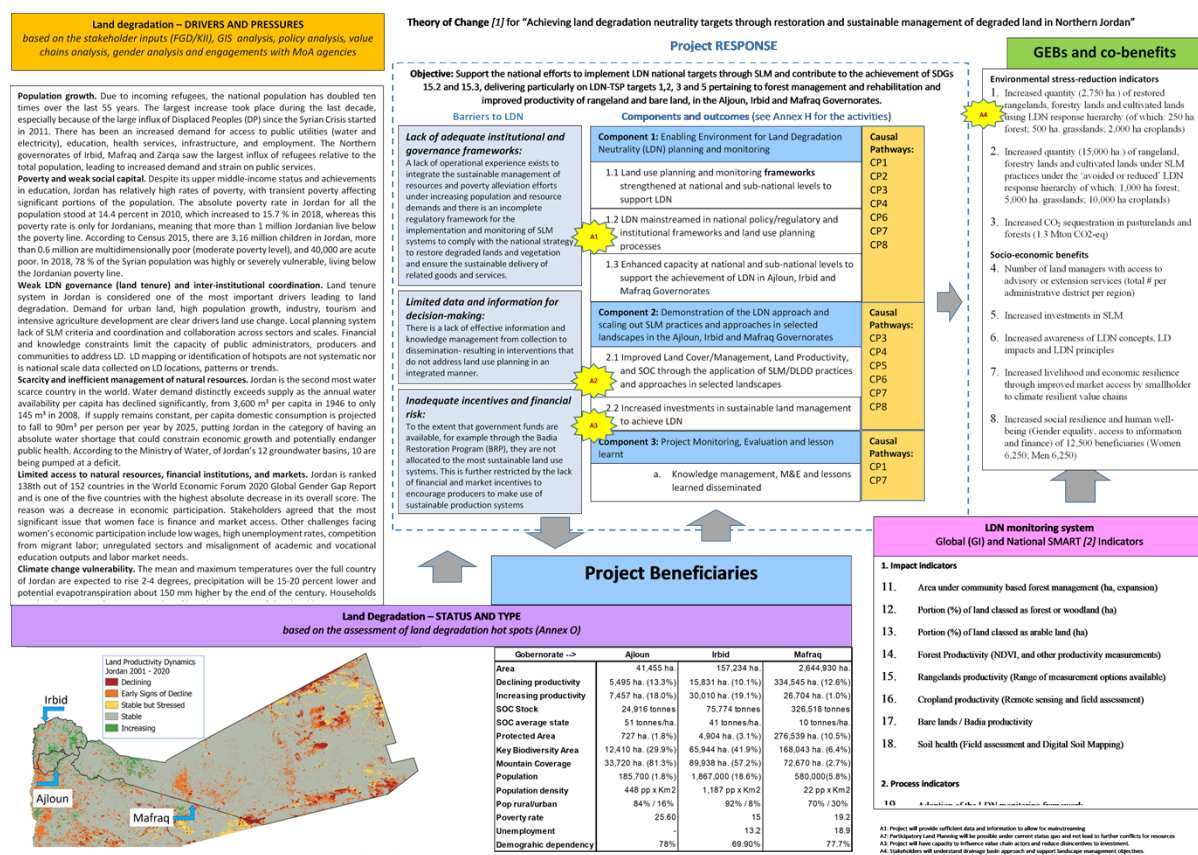 Theory of Change [1] for “Achieving land degradation neutrality targets through restoration and sustainable management of degraded land in Northern Jordan”
Land degradation – DRIVERS AND PRESSURES
based on the stakeholder inputs (FGD/KII), GIS analysis, policy analysis, value
chains analysis, gender analysis and engagements with MoA agencies
Population growth. Due to incoming refugees, the national population has doubled ten
times over the last 55 years. The largest increase took place during the last decade,
especially because of the large influx of Displaced Peoples (DP) since the Syrian Crisis started
in 2011. There has been an increased demand for access to public utilities (water and
electricity), education, health services, infrastructure, and employment. The Northern
governorates of Irbid, Mafraq and Zarqa saw the largest influx of refugees relative to the
total population, leading to increased demand and strain on public services.
Poverty and weak social capital. Despite its upper middle-income status and achievements
in education, Jordan has relatively high rates of poverty, with transient poverty affecting
significant portions of the population. The absolute poverty rate in Jordan for all the
population stood at 14.4 percent in 2010, which increased to 15.7 % in 2018, whereas this
poverty rate is only for Jordanians, meaning that more than 1 million Jordanian live below
the poverty line. According to Census 2015, there are 3.16 million children in Jordan, more
than 0.6 million are multidimensionally poor (moderate poverty level), and 40,000 are acute
poor. In 2018, 78 % of the Syrian population was highly or severely vulnerable, living below
the Jordanian poverty line.
Weak LDN governance (land tenure) and inter-institutional coordination. Land tenure
system in Jordan is considered one of the most important drivers leading to land
degradation. Demand for urban land, high population growth, industry, tourism and
intensive agriculture development are clear drivers land use change. Local planning system
lack of SLM criteria and coordination and collaboration across sectors and scales. Financial
and knowledge constraints limit the capacity of public administrators, producers and
communities to address LD. LD mapping or identification of hotspots are not systematic nor
is national scale data collected on LD locations, patterns or trends.
Scarcity and inefficient management of natural resources. Jordan is the second most water
scarce country in the world. Water demand distinctly exceeds supply as the annual water
availability per capita has declined significantly, from 3,600 m³ per capita in 1946 to only
145 m³ in 2008. If supply remains constant, per capita domestic consumption is projected
to fall to 90m³ per person per year by 2025, putting Jordan in the category of having an
absolute water shortage that could constrain economic growth and potentially endanger
public health. According to the Ministry of Water, of Jordan’s 12 groundwater basins, 10 are
being pumped at a deficit.
Limited access to natural resources, financial institutions, and markets. Jordan is ranked
138th out of 152 countries in the World Economic Forum 2020 Global Gender Gap Report
and is one of the five countries with the highest absolute decrease in its overall score. The
reason was a decrease in economic participation. Stakeholders agreed that the most
significant issue that women face is finance and market access. Other challenges facing
women’s economic participation include low wages, high unemployment rates, competition
from migrant labor; unregulated sectors and misalignment of academic and vocational
education outputs and labor market needs.
Climate change vulnerability. The mean and maximum temperatures over the full country
of Jordan are expected to rise 2-4 degrees, precipitation will be 15-20 percent lower and
potential evapotranspiration about 150 mm higher by the end of the century. Households
Project RESPONSE
Objective: Support the national efforts to implement LDN national targets through SLM and contribute to the achievement of SDGs
15.2 and 15.3, delivering particularly on LDN-TSP targets 1,2, 3 and 5 pertaining to forest management and rehabilitation and
improved productivity of rangeland and bare land, in the Aljoun, Irbid and Mafraq Governorates.
Barriers to LDN
Lack of adequate institutional and
governance frameworks:
A lack of operational experience exists to
integrate the sustainable management of
resources and poverty alleviation efforts
under increasing population and resource
demands and there is an incomplete
regulatory framework for the
implementation and monitoring of SLM
systems to comply with the national strategy
to restore degraded lands and vegetation
and ensure the sustainable delivery of
related goods and services.
Limited data and information for
decision-making:
There is a lack of effective information and
knowledge management from collection to
dissemination- resulting in interventions that
do not address land use planning in an
integrated manner.
Inadequate incentives and financial
risk:
To the extent that government funds are
available, for example through the Badia
Restoration Program (BRP), they are not
allocated to the most sustainable land use
systems. This is further restricted by the lack
of financial and market incentives to
encourage producers to make use of
sustainable production systems
A1
A2
A3
Components and outcomes (see Annex H for the activities)
Component 1: Enabling Environment for Land Degradation
Neutrality (LDN) planning and monitoring
1.1 Land use planning and monitoring frameworks
strengthened at national and sub-national levels to
support LDN
1.2 LDN mainstreamed in national policy/regulatory and
institutional frameworks and land use planning
processes
1.3 Enhanced capacity at national and sub-national levels to
support the achievement of LDN in Ajloun, Irbid and
Mafraq Governorates
Causal
Pathways:
CP1
CP2
CP3
CP4
CP6
CP7
CP8
Component 2: Demonstration of the LDN approach and
scaling out SLM practices and approaches in selected
landscapes in the Ajloun, Irbid and Mafraq Governorates
2.1 Improved Land Cover/Management, Land Productivity,
and SOC through the application of SLM/DLDD practices
and approaches in selected landscapes
2.2 Increased investments in sustainable land management
to achieve LDN
Causal
Pathways:
CP3
CP4
CP5
CP6
CP7
CP8
Component 3: Project Monitoring, Evaluation and lesson
learnt
a. Knowledge management, M&E and lessons
learned disseminated
Causal
Pathways:
CP1
CP7
GEBs and co-benefits
Environmental stress-reduction indicators
A4
1. Increased quantity (2,750 ha.) of restored
rangelands, forestry lands and cultivated lands
using LDN response hierarchy (of which: 250 ha
forest; 500 ha. grasslands; 2,000 ha croplands)
2. Increased quantity (15,000 ha.) of rangeland,
forestry lands and cultivated lands under SLM
practices under the ‘avoided or reduced’ LDN
response hierarchy of which: 1,000 ha forest;
5,000 ha. grasslands; 10,000 ha croplands)
3. Increased CO2 sequestration in pasturelands and
forests (1.3 Mton CO2-eq)
Socio-economic benefits
4. Number of land managers with access to
advisory or extension services (total # per
administrative district per region)
5. Increased investments in SLM
6. Increased awareness of LDN concepts, LD
impacts and LDN principles
7. Increased livelihood and economic resilience
through improved market access by smallholder
to climate resilient value chains
8. Increased social resilience and human well-
being (Gender equality, access to information
and finance) of 12,500 beneficiaries (Women
6,250; Men 6,250)
Project Beneficiaries
Land Degradation – STATUS AND TYPE
based on the assessment of land degradation hot spots (Annex O)
Land Productivity Dynamics
Jordan 2001 - 2020
Declining
Early Signs of Decline
Stable but Stressed
Stable
Increasing
Irbid
Ajloun
Mafraq
Gobernorate --> Ajloun Irbid Mafraq
Area 41,455 ha. 157,234 ha. 2,644,930 ha.
Declining productivity 5,495 ha. (13.3%) 15,831 ha. (10.1%) 334,545 ha. (12.6%)
Increasing productivity 7,457 ha. (18.0%) 30,010 ha. (19.1%) 26,704 ha. (1.0%)
SOC Stock 24,916 tonnes 75,774 tonnes 326,518 tonnes
SOC average state 51 tonnes/ha. 41 tonnes/ha. 10 tonnes/ha.
Protected Area 727 ha. (1.8%) 4,904 ha. (3.1%) 276,539 ha. (10.5%)
Key Biodiversity Area 12,410 ha. (29.9%) 65,944 ha. (41.9%) 168,043 ha. (6.4%)
Mountain Coverage 33,720 ha. (81.3%) 89,938 ha. (57.2%) 72,670 ha. (2.7%)
Population 185,700 (1.8%) 1,867,000 (18.6%) 580,000(5.8%)
Population density 448 pp x Km2 1,187 pp x Km2 22 pp x Km2
Pop rural/urban 84% / 16% 92% / 8% 70% / 30%
Poverty rate 25.60 15 19.2
Unemployment - 13.2 18.9
Demograhic dependency 78% 69.90% 77.7%
LDN monitoring system
Global (GI) and National SMART [2] Indicators
1. Impact indicators
11. Area under community based forest management (ha, expansion)
12. Portion (%) of land classed as forest or woodland (ha)
13. Portion (%) of land classed as arable land (ha)
14. Forest Productivity (NDVI, and other productivity measurements)
15. Rangelands productivity (Range of measurement options available)
16. Cropland productivity (Remote sensing and field assessment)
17. Bare lands / Badia productivity
18. Soil health (Field assessment and Digital Soil Mapping)
2. Process indicators
19. Adoption of the LDN monitoring framework
A1: Project will provide sufficient data and information to allow for mainstreaming
A2: Participatory Land Planning will be possible under current status quo and not lead to further conflicts for resources
A3: Project will have capacity to influence value chain actors and reduce disincentives to investment.
A4: Stakeholders will understand drainage basin approach and support landscape management objectives.